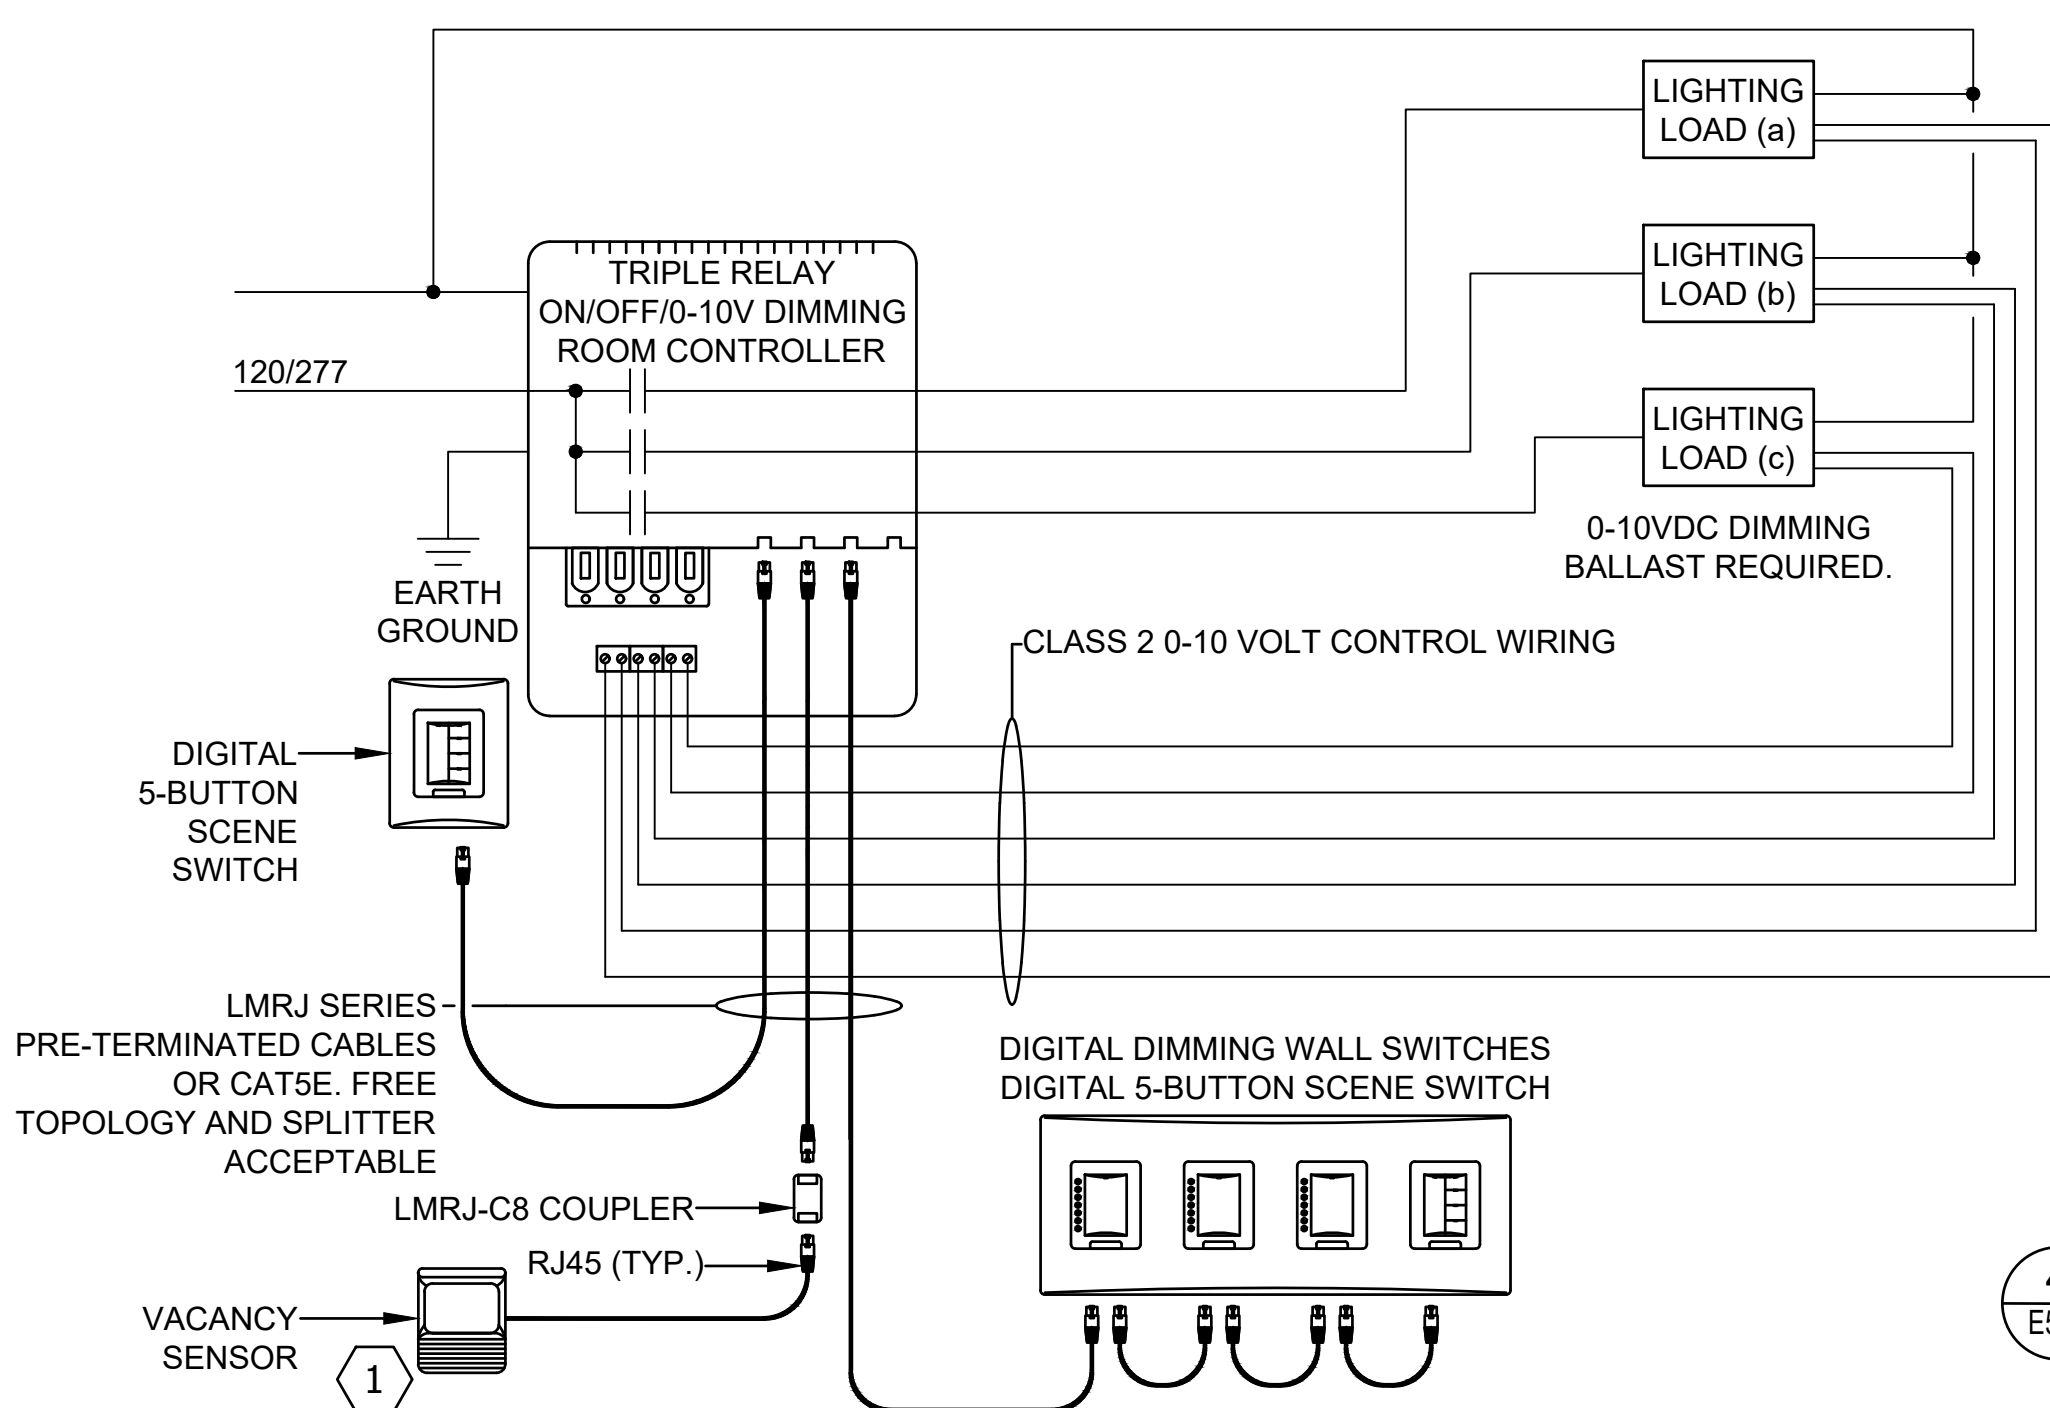 LIGHTING
LOAD (a)
LIGHTING
LOAD (b)
TRIPLE RELAY
ON/OFF/0-10V DIMMING
ROOM CONTROLLER
120/277
LIGHTING
LOAD (c)
0-10VDC DIMMING
BALLAST REQUIRED.
EARTH
GROUND
CLASS 2 0-10 VOLT CONTROL WIRING
DIGITAL
5-BUTTON
SCENE
SWITCH
LMRJ SERIES
PRE-TERMINATED CABLES
OR CAT5E. FREE
TOPOLOGY AND SPLITTER
ACCEPTABLE
DIGITAL DIMMING WALL SWITCHES
DIGITAL 5-BUTTON SCENE SWITCH
LMRJ-C8 COUPLER
RJ45 (TYP.)
VACANCY
SENSOR
1